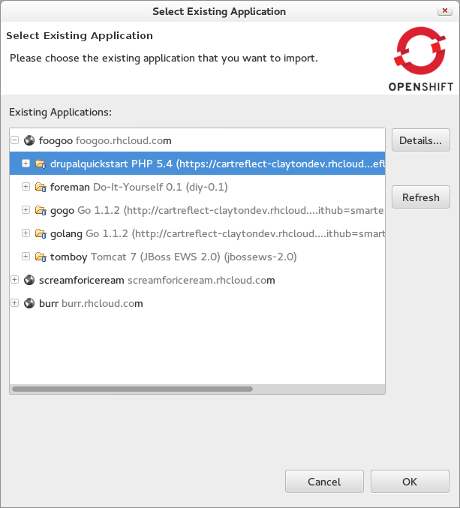 Select Existing Application
Select Existing Application
Please choose the existing application that you want to import.
OPENSHIFT
Existing Applications:
foogoo foogoo.rhcloud.com
Details...
drupalquickstart PHP 5.4 (https://cartreflect-claytondev.rhcloud...efl
foreman Do-It-Yourself 0.1 (diy-0.1)
Refresh
gogo Go 1.1.2 (http://cartreflect-claytondev.rhcloud....ithub=smarte
golang Go 1.1.2 (http://cartreflect-claytondev.rhcloud....ithub=smarte
tomboy Tomcat 7 (JBoss EWS 2.0) (jbossews-2.0)
screamforicecream screamforicecream.rhcloud.com
burr burr.rhcloud.com
Cancel
OK